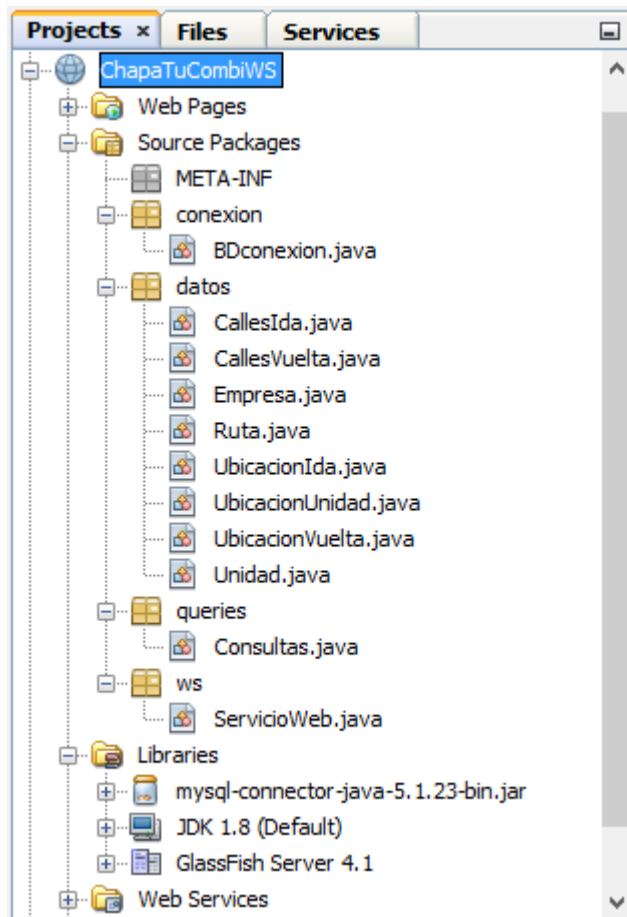 Projects × Files Services
ChapaTuCombiWS
Web Pages
Source Packages
META-INF
conexion
BDconexion.java
datos
CallesIda.java
CallesVuelta.java
Empresa.java
Ruta.java
UbicacionIda.java
UbicacionUnidad.java
UbicacionVuelta.java
Unidad.java
queries
Consultas.java
ws
ServicioWeb.java
Libraries
mysql-connector-java-5.1.23-bin.jar
JDK 1.8 (Default)
GlassFish Server 4.1
Web Services